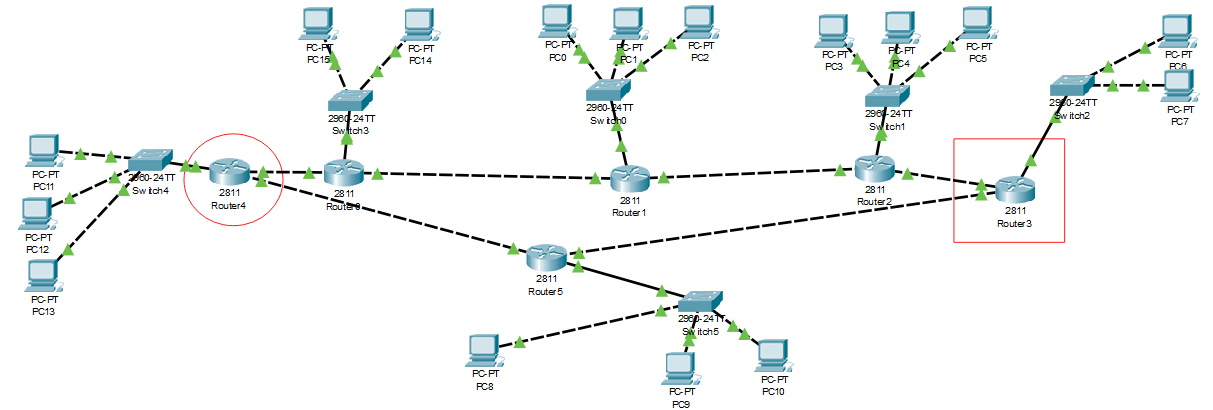 PC-PT
PC15
PC-PT
PC14
PC-PT
PC0
PC-PT
PC1
PC-PT
PC2
PC-PT
PC3
PC-PT
PC4
PC-PT
PC5
PC-PT
PC6
PC-PT
PC7
2960-24TT
Switch3
2960-24TT
Switch0
2960-24TT
Switch1
2960-24TT
Switch2
PC-PT
PC11
2960-24TT
Switch4
2811
Router4
2811
Router0
2811
Router1
2811
Router2
2811
Router3
PC-PT
PC12
PC-PT
PC13
2811
Router5
2960-24TT
Switch5
PC-PT
PC8
PC-PT
PC9
PC-PT
PC10